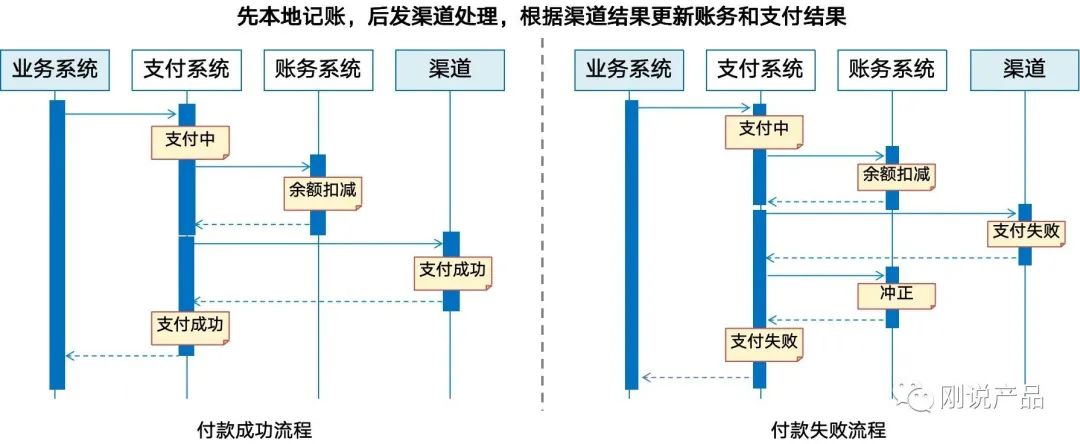 先本地记账，后发渠道处理，根据渠道结果更新账务和支付结果
业务系统
支付系统
账务系统
渠道
支付中
余额扣减
支付成功
支付成功
付款成功流程
业务系统
支付系统
账务系统
渠道
支付中
余额扣减
支付失败
冲正
支付失败
付款失败流程
刚说产品